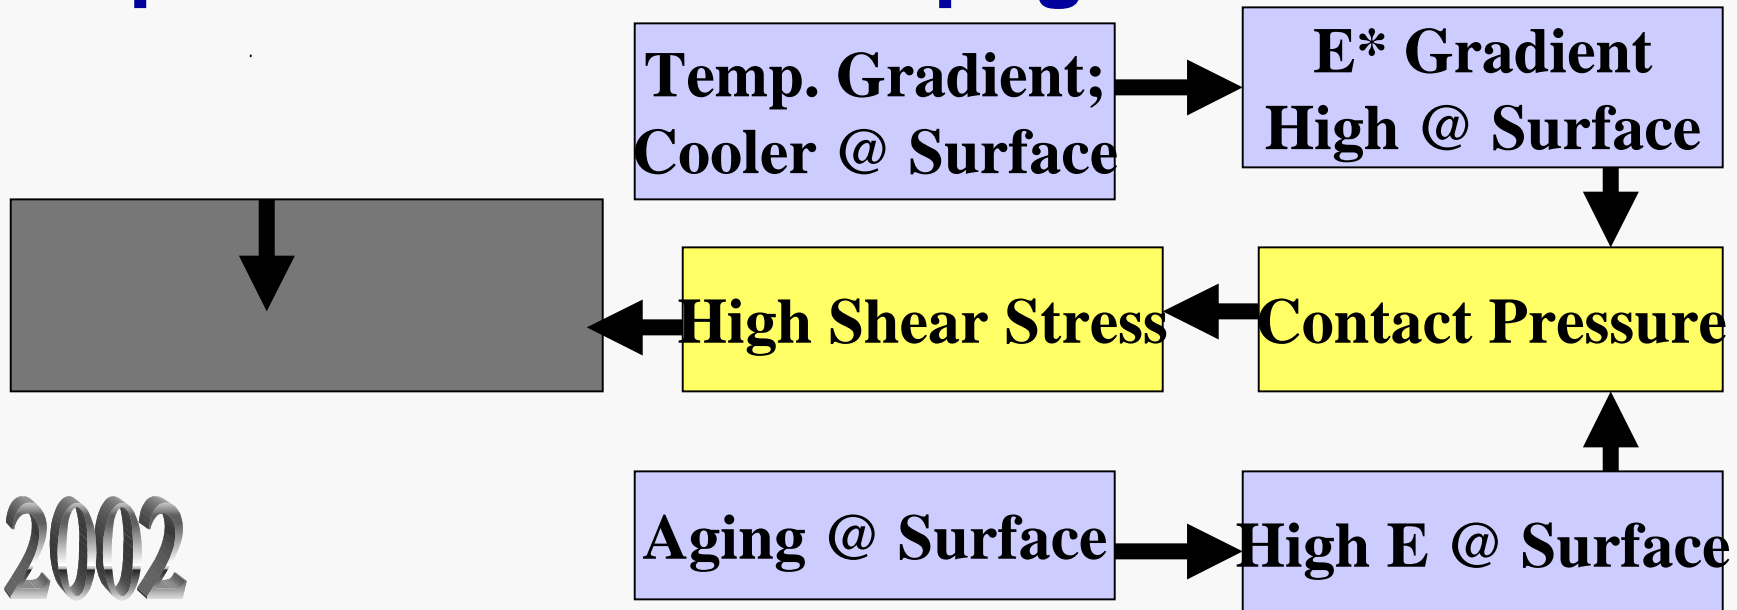 Temp. Gradient;
Cooler @ Surface
E* Gradient
High @ Surface
High Shear Stress
Contact Pressure
Aging @ Surface
High E @ Surface
2002